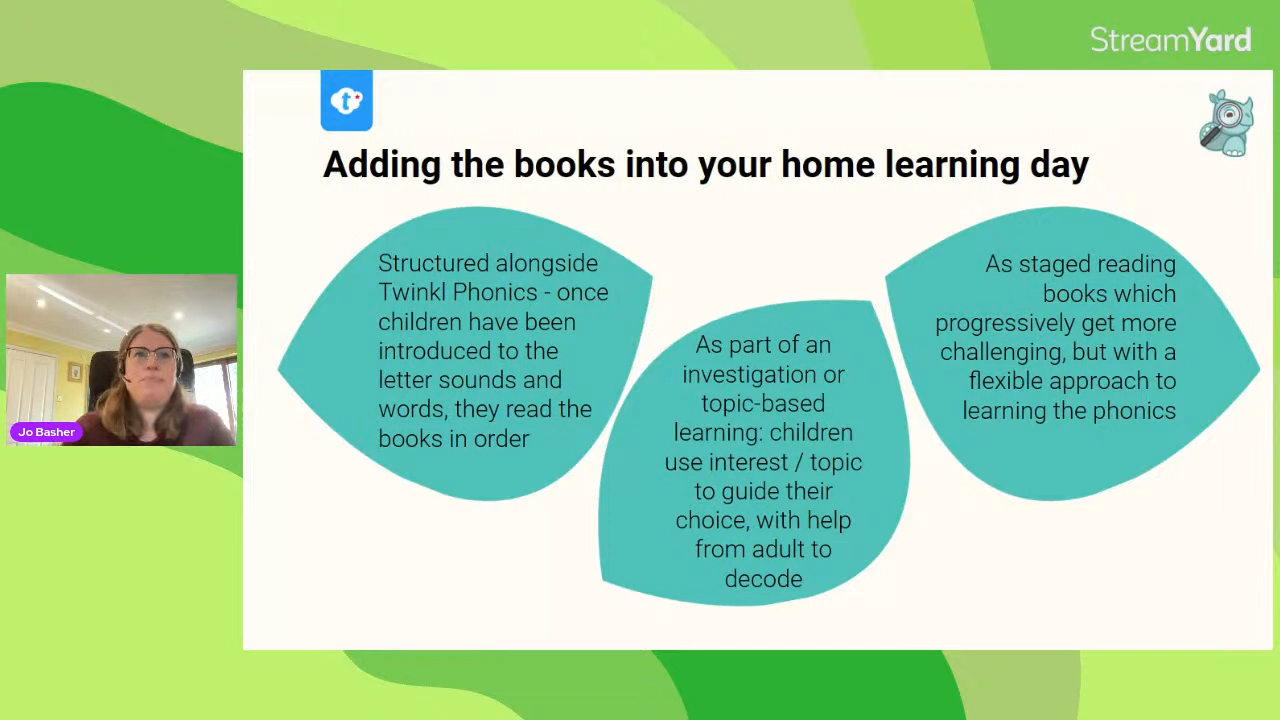 StreamYard
t
Adding the books into your home learning day
Structured alongside
Twinkl Phonics - once
children have been
introduced to the
letter sounds and
words, they read the
books in order
As part of an
investigation or
topic-based
learning: children
use interest / topic
to guide their
choice, with help
from adult to
decode
As staged reading
books which
progressively get more
challenging, but with a
flexible approach to
learning the phonics
Jo Basher